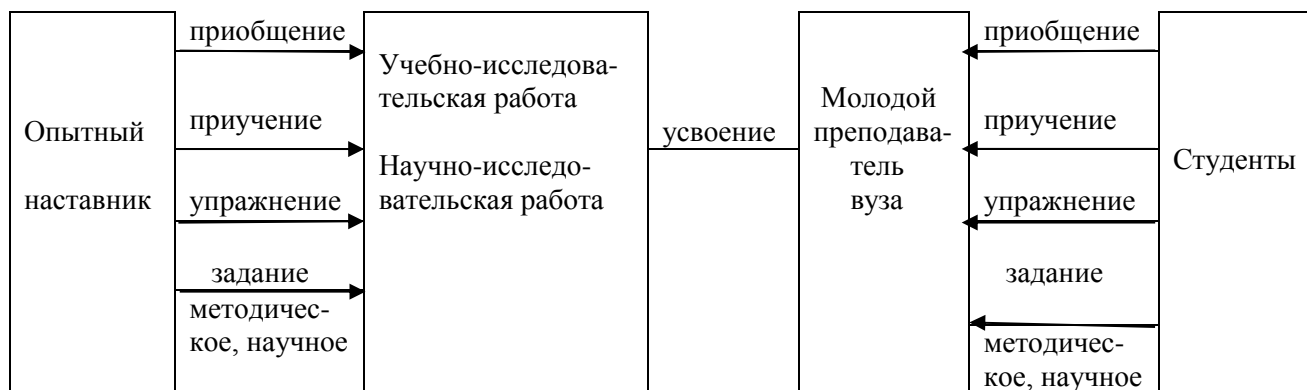 Опытный
наставник
приобщение
приучение
упражнение
задание
методичес-
кое, научное
Учебно-исследова-
тельская работа
Научно-исследо-
вательская работа
усвоение
Молодой
преподава-
тель
вуза
приобщение
приучение
упражнение
задание
методичес-
кое, научное
Студенты